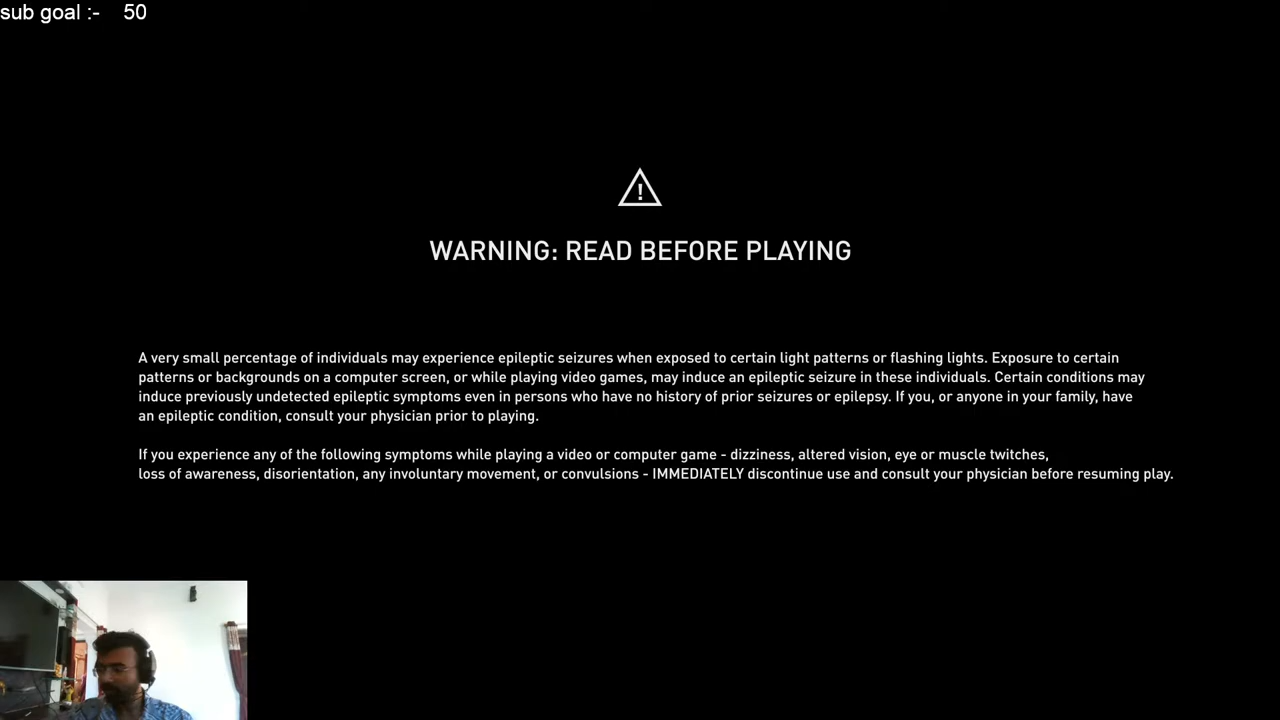 sub goal :- 50
WARNING: READ BEFORE PLAYING
A very small percentage of individuals may experience epileptic seizures when exposed to certain light patterns or flashing lights. Exposure to certain
patterns or backgrounds on a computer screen, or while playing video games, may induce an epileptic seizure in these individuals. Certain conditions may
induce previously undetected epileptic symptoms even in persons who have no history of prior seizures or epilepsy. If you, or anyone in your family, have
an epileptic condition, consult your physician prior to playing.
If you experience any of the following symptoms while playing a video or computer game - dizziness, altered vision, eye or muscle twitches,
loss of awareness, disorientation, any involuntary movement, or convulsions - IMMEDIATELY discontinue use and consult your physician before resuming play.